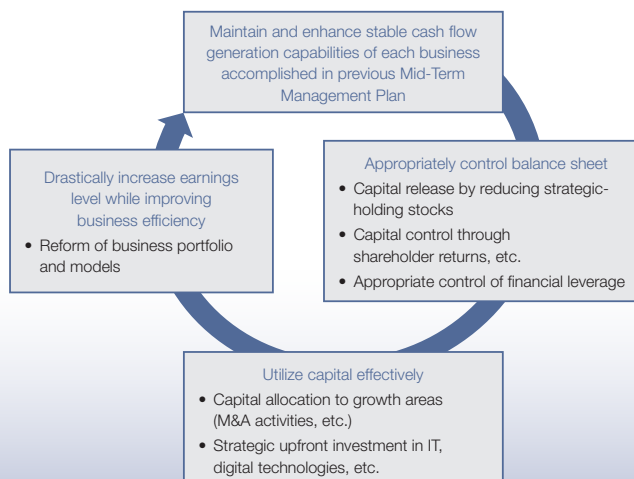 Maintain and enhance stable cash flow
generation capabilities of each business
accomplished in previous Mid-Term
Management Plan
Appropriately control balance sheet
• Capital release by reducing strategic-
holding stocks
• Capital control through
shareholder returns, etc.
• Appropriate control of financial leverage
Utilize capital effectively
• Capital allocation to growth areas
(M&A activities, etc.)
• Strategic upfront investment in IT,
digital technologies, etc.
Drastically increase earnings
level while improving
business efficiency
• Reform of business portfolio
and models